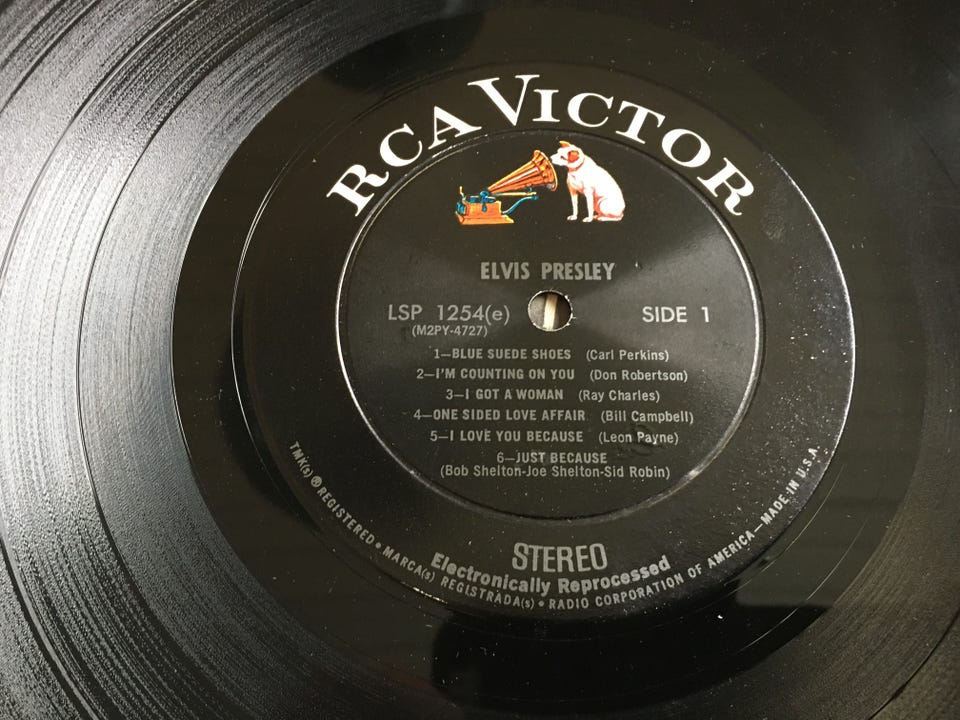 RCA VICTOR
ELVIS PRESLEY
LSP 1254(e)
(M2PY-4727)
SIDE 1
1—BLUE SUEDE SHOES (Carl Perkins)
2—I'M COUNTING ON YOU (Don Robertson)
3—I GOT A WOMAN (Ray Charles)
4—ONE SIDED LOVE AFFAIR (Bill Campbell)
5—I LOVE YOU BECAUSE (Leon Payne)
6—JUST BECAUSE
(Bob Shelton-Joe Shelton-Sid Robin)
STEREO
Electronically Reprocessed
TMK(s) ® REGISTERED • MARCA(s) REGISTRADA(s) • RADIO CORPORATION OF AMERICA—MADE IN U.S.A.